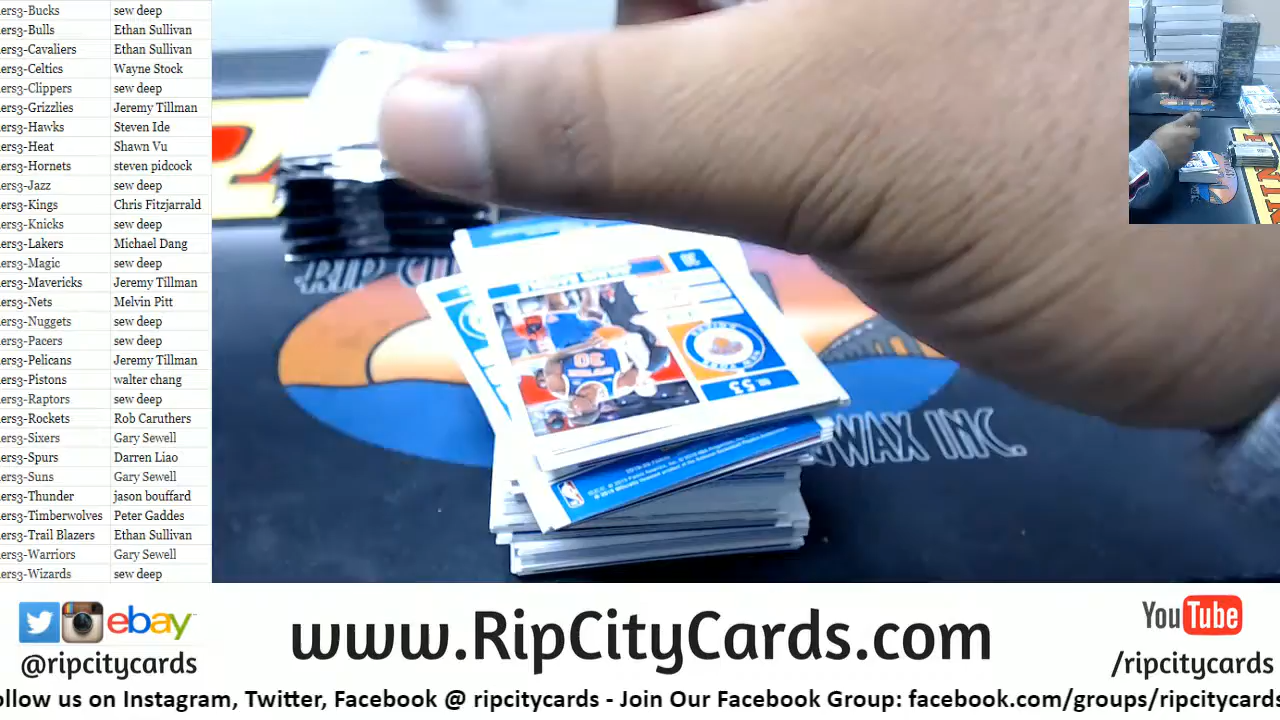 ers3-Bucks sew deep
ers3-Bulls Ethan Sullivan
ers3-Cavaliers Ethan Sullivan
ers3-Celtics Wayne Stock
ers3-Clippers sew deep
ers3-Grizzlies Jeremy Tillman
ers3-Hawks Steven Ide
ers3-Heat Shawn Vu
ers3-Hornets steven pidcock
ers3-Jazz sew deep
ers3-Kings Chris Fitzjarrald
ers3-Knicks sew deep
ers3-Lakers Michael Dang
ers3-Magic sew deep
ers3-Mavericks Jeremy Tillman
ers3-Nets Melvin Pitt
ers3-Nuggets sew deep
ers3-Pacers sew deep
ers3-Pelicans Jeremy Tillman
ers3-Pistons walter chang
ers3-Raptors sew deep
ers3-Rockets Rob Caruthers
ers3-Sixers Gary Sewell
ers3-Spurs Darren Liao
ers3-Suns Gary Sewell
ers3-Thunder jason bouffard
ers3-Timberwolves Peter Gaddes
ers3-Trail Blazers Ethan Sullivan
ers3-Warriors Gary Sewell
ers3-Wizards sew deep
RIP
30
NO. 55
WAX INC.
ebay
@ripcitycards
www.RipCityCards.com
YouTube
/ripcitycards
ollow us on Instagram, Twitter, Facebook @ ripcitycards - Join Our Facebook Group: facebook.com/groups/ripcitycards